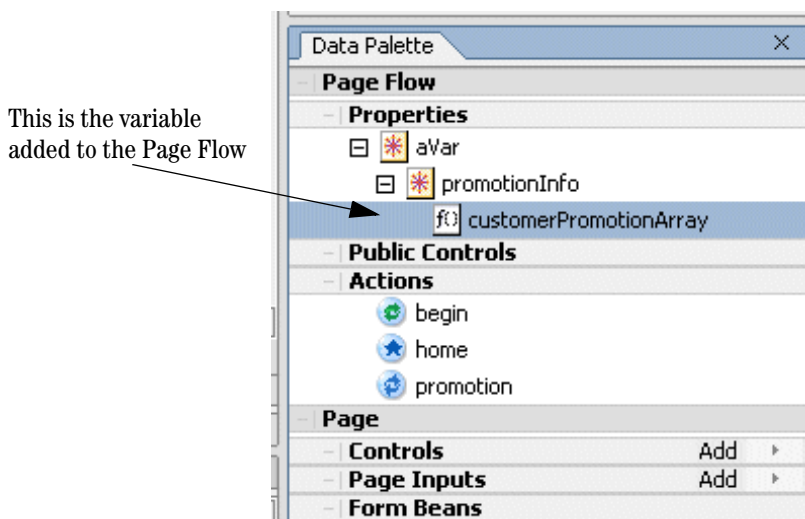 Data Palette
Page Flow
Properties
This is the variable
added to the Page Flow
aVar
promotionInfo
f() customerPromotionArray
Public Controls
Actions
begin
home
promotion
Page
Controls Add
Page Inputs Add
Form Beans